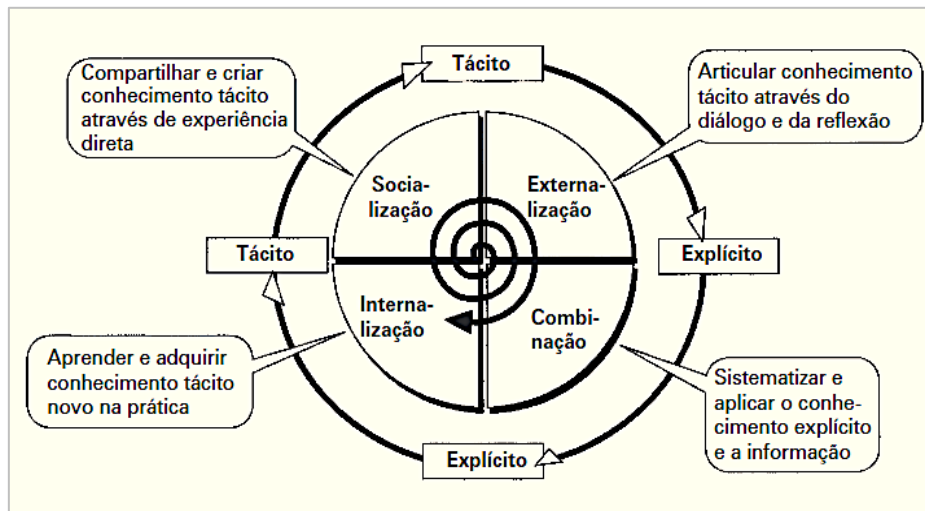 Tácito
Compartilhar e criar
conhecimento tácito
através de experiência
direta
Articular conhecimento
tácito através do
diálogo e da reflexão
Socia-
lização
Externa-
lização
Tácito
Explícito
Interna-
lização
Combi-
nação
Aprender e adquirir
conhecimento tácito
novo na prática
Sistematizar e
aplicar o conhe-
cimento explícito
e a informação
Explícito